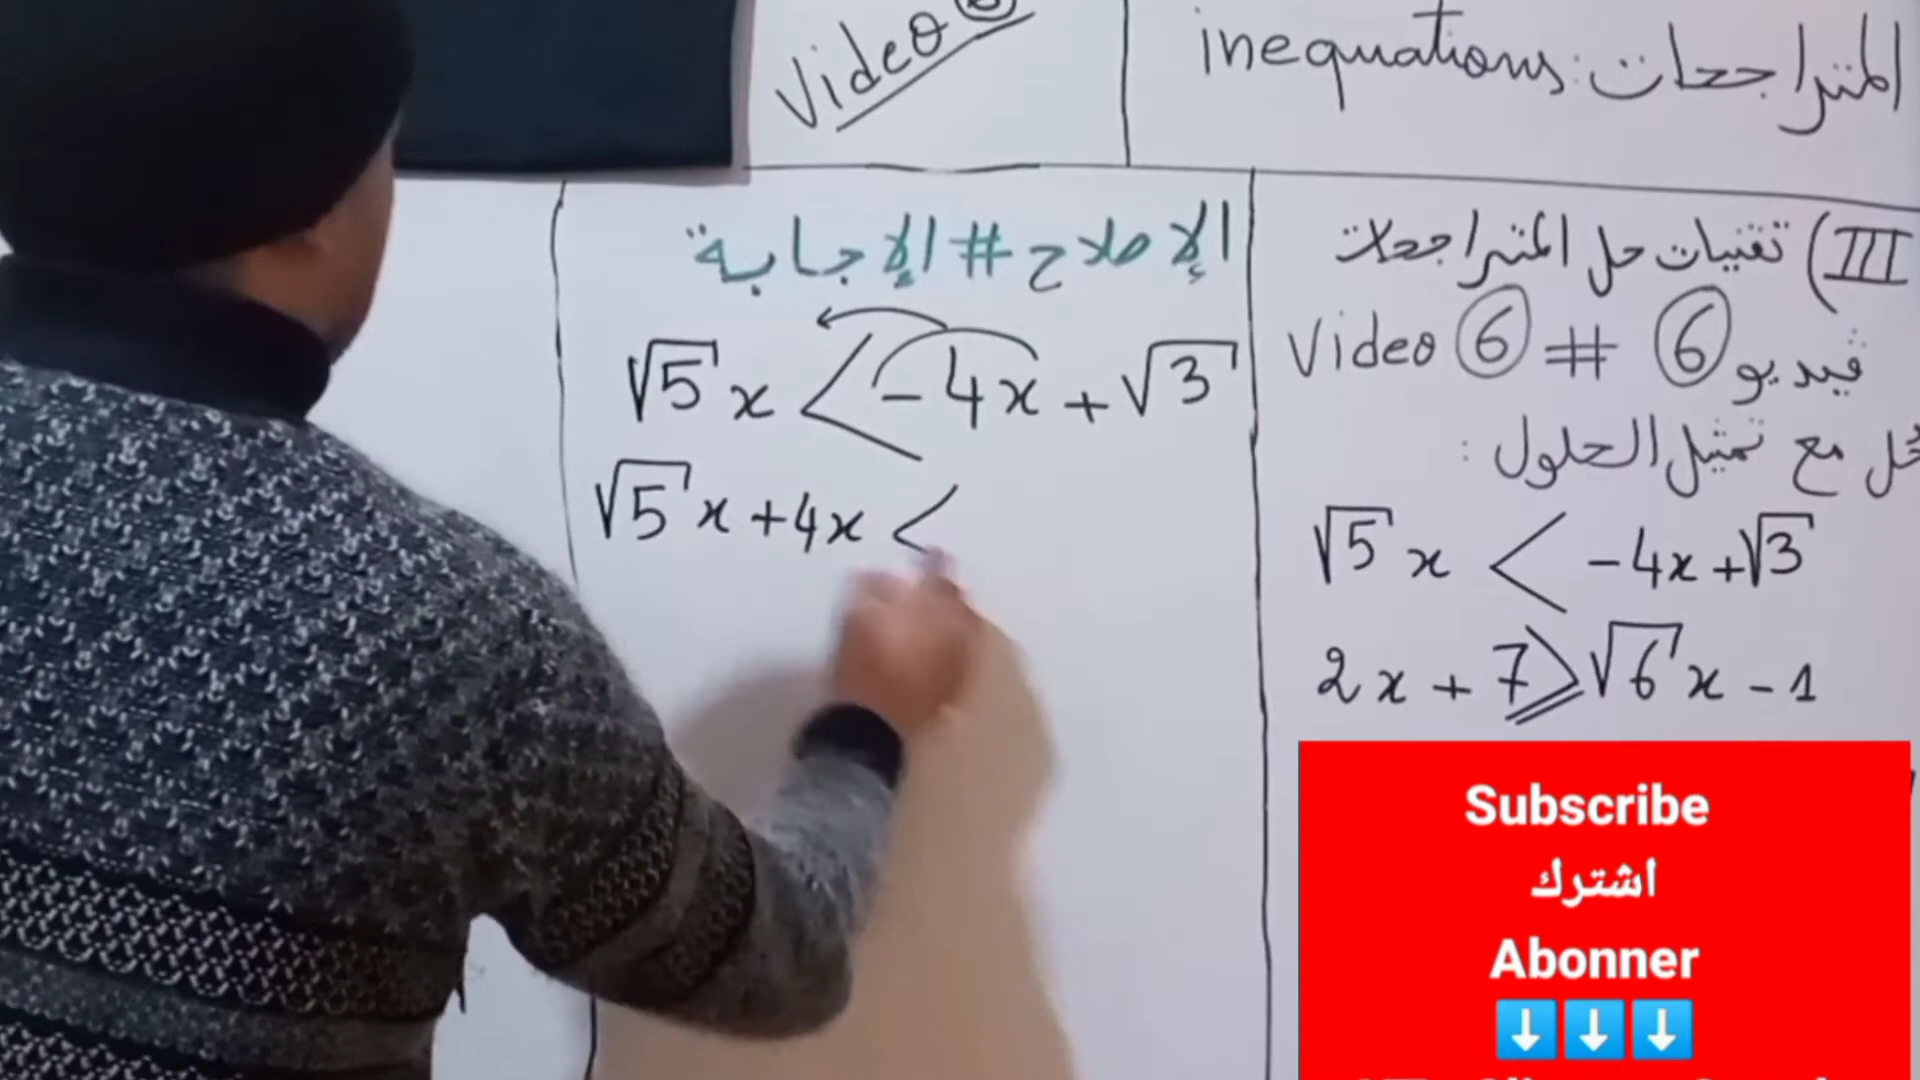 Video
inequations: المتراجحات
III) تقنيات حل المتراجحات
Video 6 # 6 فيديو
حل مع تمثيل الحلول :
√5 x < -4x + √3
2x + 7 ⩾ √6 x - 1
الإصلاح # الإجابة
√5 x < -4x + √3
√5 x + 4x <
Subscribe
اشترك
Abonner
⬇️⬇️⬇️